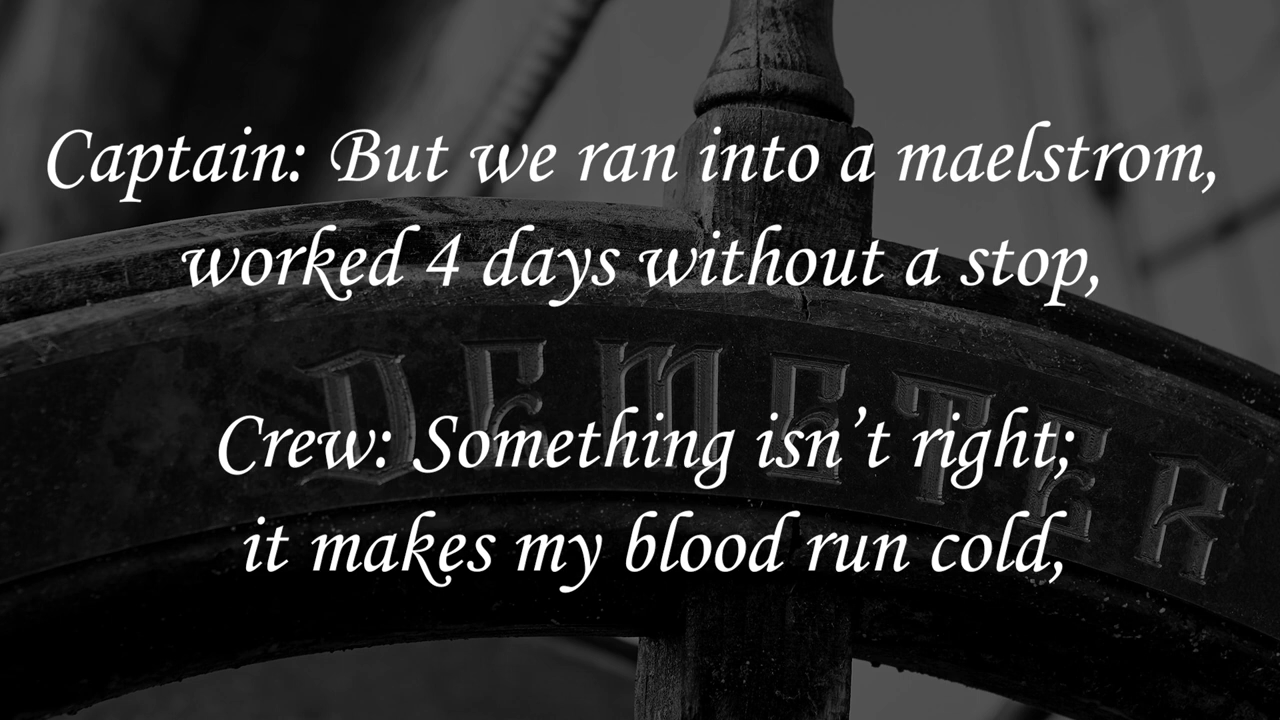 Captain: But we ran into a maelstrom,
worked 4 days without a stop,
DEMETER
Crew: Something isn't right;
it makes my blood run cold,